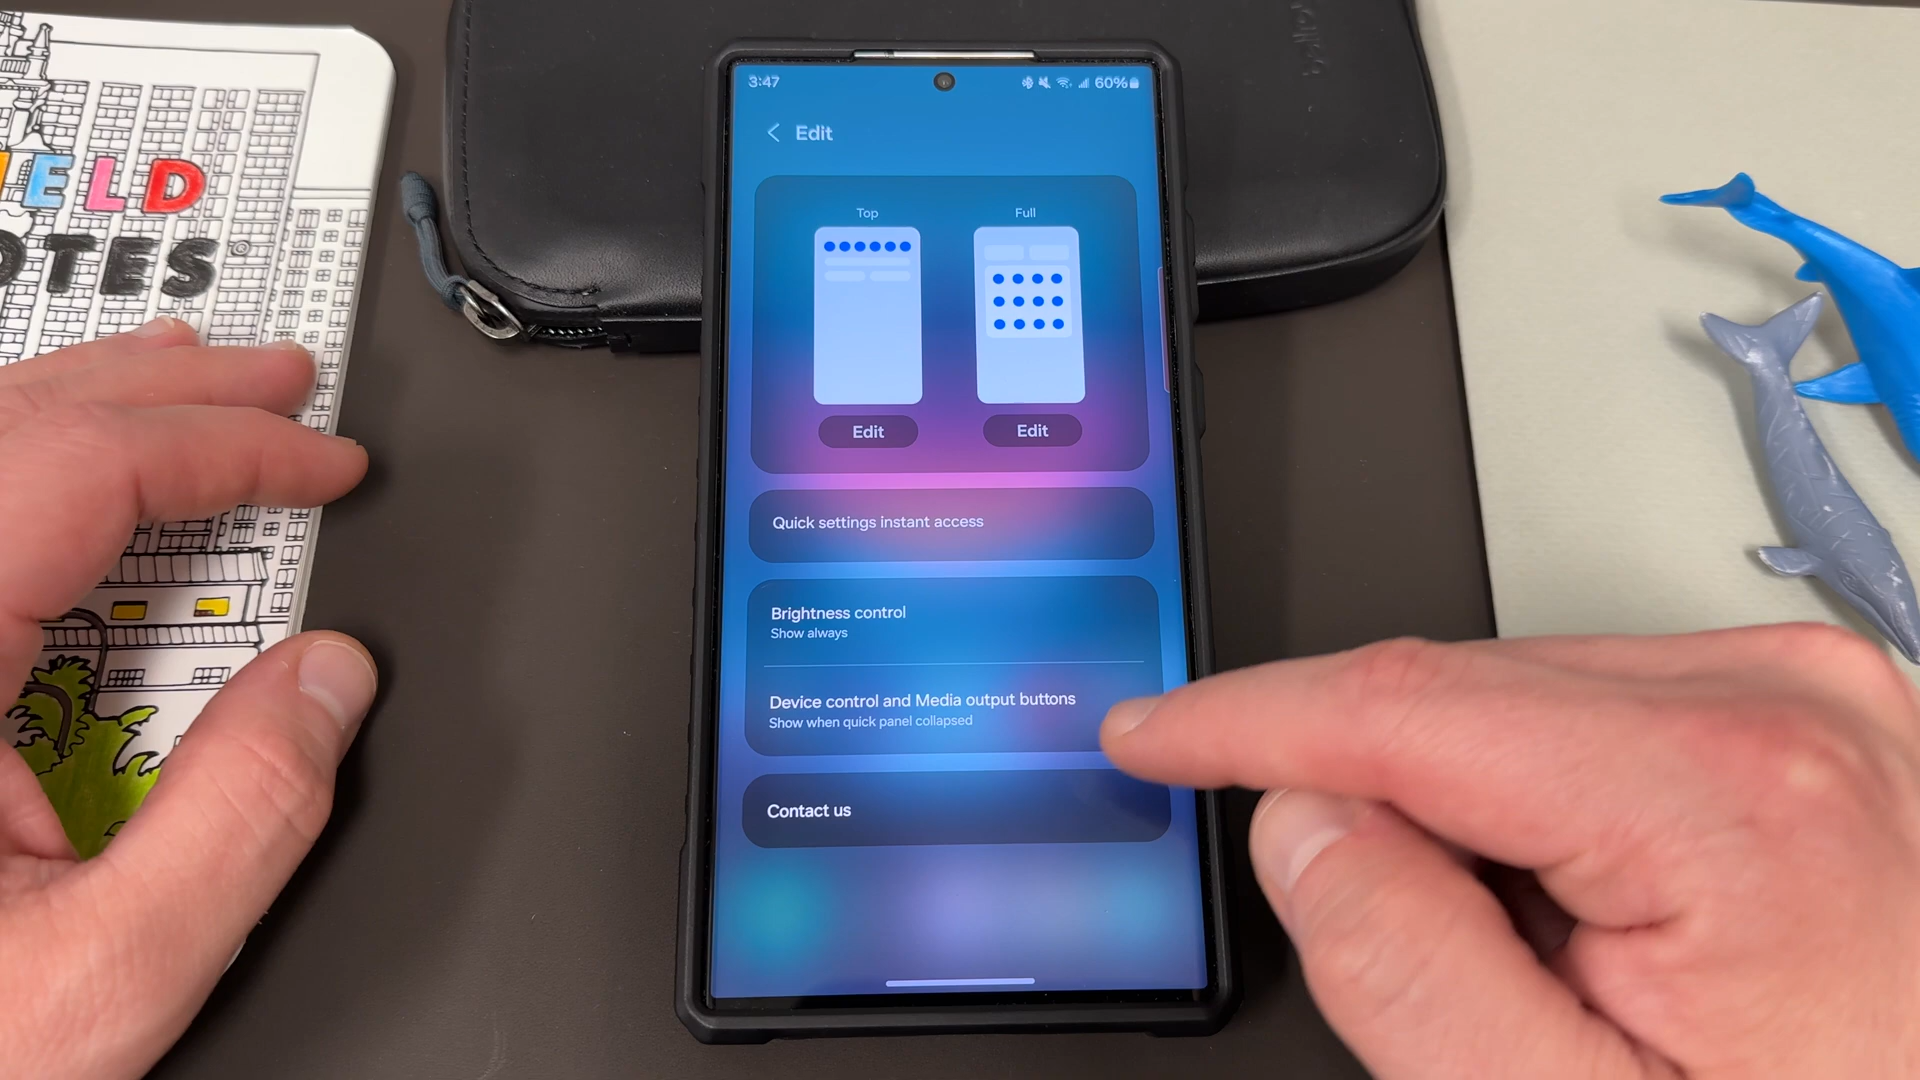 IELD
OTES®
3:47
60%
Edit
Top
Full
Edit
Edit
Quick settings instant access
Brightness control
Show always
Device control and Media output buttons
Show when quick panel collapsed
Contact us